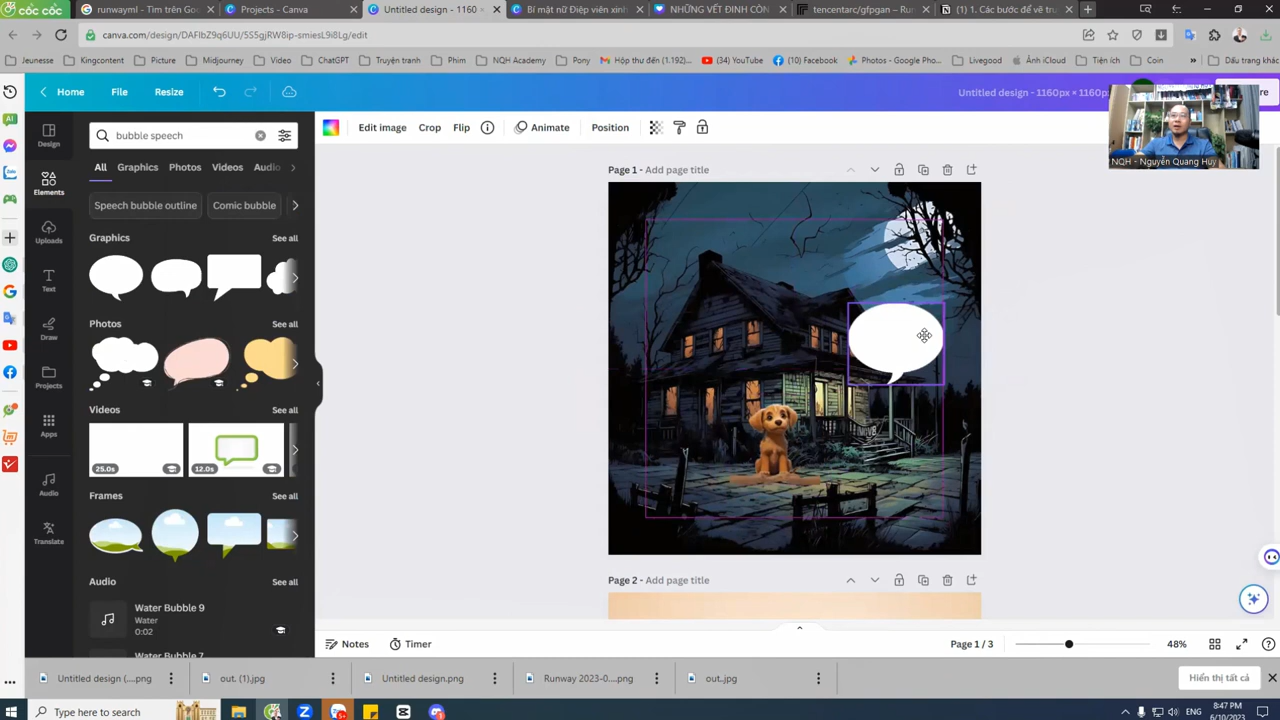 cốc cốc
runwayml - Tìm trên Goo
Projects - Canva
Untitled design - 1160
Bí mật nữ Điệp viên xinh
NHỮNG VẾT ĐINH CÒN
tencentarc/gfpgan – Ru
(1) 1. Các bước để vẽ tru
canva.com/design/DAFlbZ9q6UU/5S5gjRW8ip-smiesL9i8Lg/edit
Jeunesse
Kingcontent
Picture
Midjourney
Video
ChatGPT
Truyện tranh
Phim
NQH Academy
Pony
Hộp thư đến (1.192)...
(34) YouTube
(10) Facebook
Photos - Google Pho...
Livegood
Ảnh iCloud
Tiện ích
Coin
Dấu trang khác
Home
File
Resize
Untitled design - 1160px × 1160px
NQH - Nguyễn Quang Huy
Design
Elements
Uploads
Text
Draw
Projects
Apps
Audio
Translate
bubble speech
All
Graphics
Photos
Videos
Audio
Speech bubble outline
Comic bubble
Graphics
See all
Photos
See all
Videos
See all
25.0s
12.0s
Frames
See all
Audio
See all
Water Bubble 9
Water
0:02
Water Bubble 7
Edit image
Crop
Flip
Animate
Position
Page 1 - Add page title
Page 2 - Add page title
Notes
Timer
Page 1 / 3
48%
Untitled design (....png
out. (1).jpg
Untitled design.png
Runway 2023-0....png
out.jpg
Hiển thị tất cả
Type here to search
ENG
8:47 PM
6/10/2023